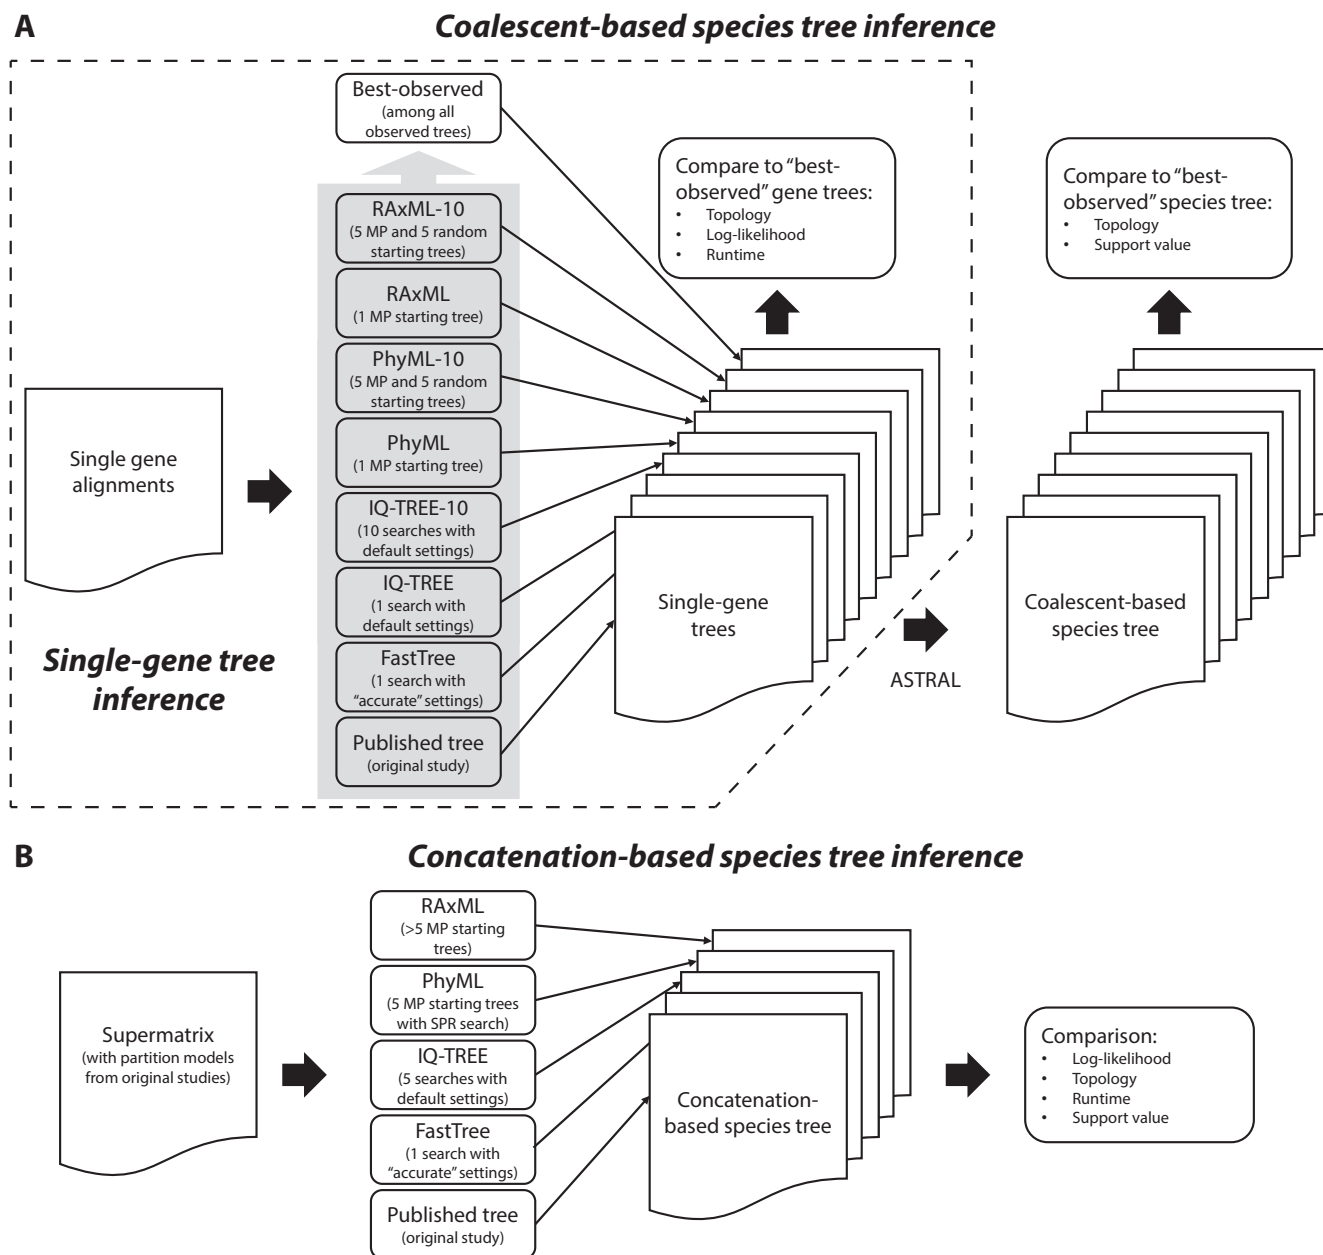 A
Coalescent-based species tree inference
Best-observed
(among all
observed trees)
RAxML-10
(5 MP and 5 random
starting trees)
RAxML
(1 MP starting tree)
PhyML-10
(5 MP and 5 random
starting trees)
PhyML
(1 MP starting tree)
IQ-TREE-10
(10 searches with
default settings)
IQ-TREE
(1 search with
default settings)
FastTree
(1 search with
“accurate” settings)
Published tree
(original study)
Single gene
alignments
Single-gene tree
inference
Compare to “best-
observed” gene trees:
• Topology
• Log-likelihood
• Runtime
Single-gene
trees
ASTRAL
Compare to “best-
observed” species tree:
• Topology
• Support value
Coalescent-based
species tree
B
Concatenation-based species tree inference
Supermatrix
(with partition models
from original studies)
RAxML
(>5 MP starting
trees)
PhyML
(5 MP starting trees
with SPR search)
IQ-TREE
(5 searches with
default settings)
FastTree
(1 search with
“accurate” settings)
Published tree
(original study)
Concatenation-
based species tree
Comparison:
• Log-likelihood
• Topology
• Runtime
• Support value